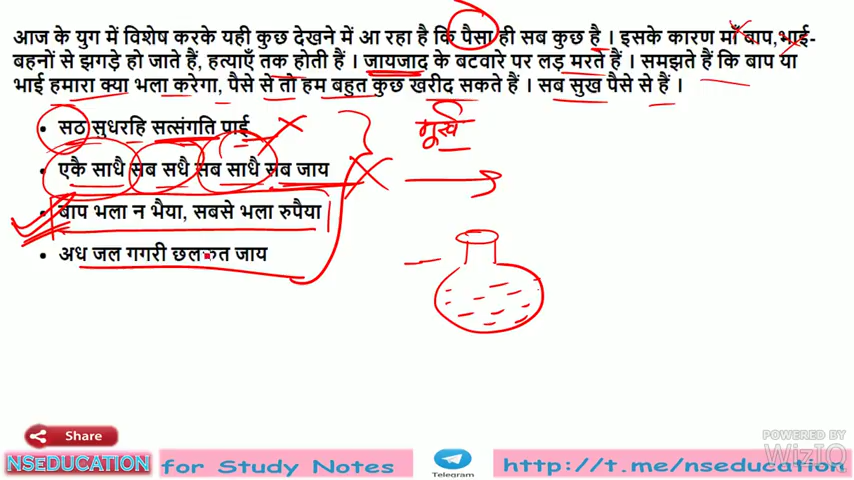 आज के युग में विशेष करके यही कुछ देखने में आ रहा है कि पैसा ही सब कुछ है । इसके कारण माँ बाप,भाई-
बहनों से झगड़े हो जाते हैं, हत्याएँ तक होती हैं । जायजाद के बटवारे पर लड़ मरते हैं । समझते हैं कि बाप या
भाई हमारा क्या भला करेगा, पैसे से तो हम बहुत कुछ खरीद सकते हैं । सब सुख पैसे से हैं ।
• सठ सुधरहि सत्संगति पाई
मूर्ख
• एकै साधै सब सधै सब साधै सब जाय
• बाप भला न भैया, सबसे भला रुपैया
• अध जल गगरी छलकत जाय
Share
NSEDUCATION for Study Notes
Telegram
http://t.me/nseducation
POWERED BY
WizIQ